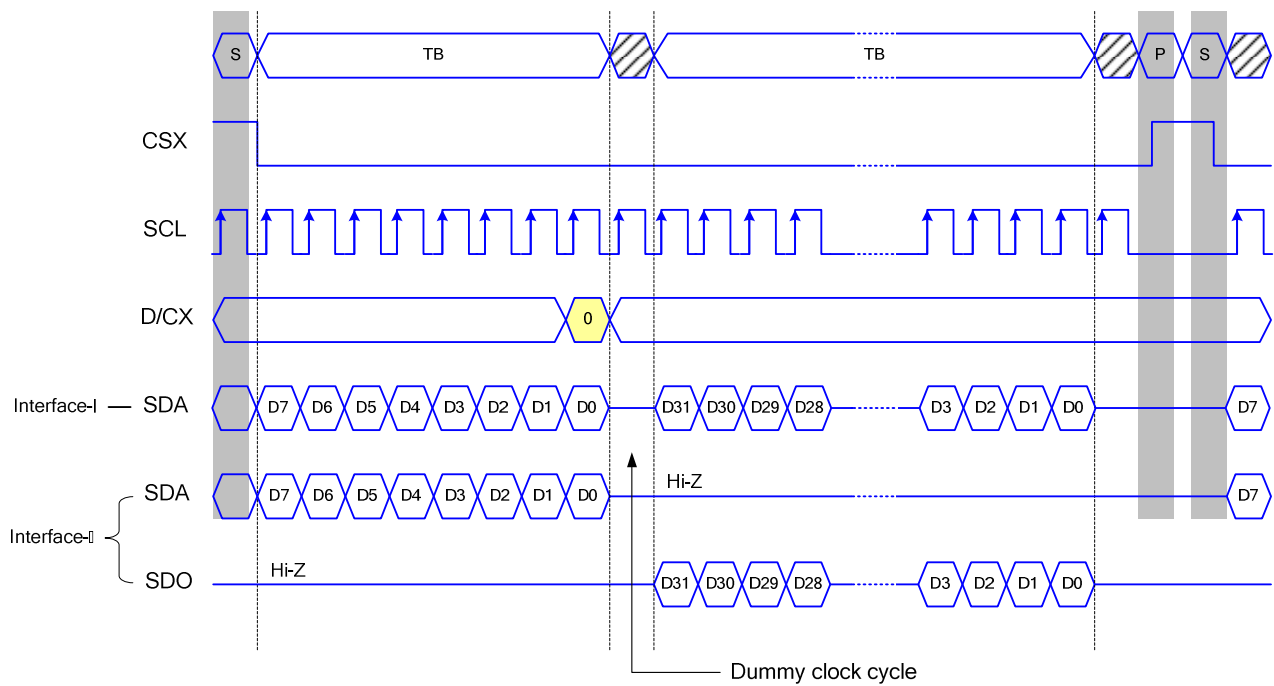 S TB TB P S
CSX
SCL
D/CX 0
Interface-I SDA D7 D6 D5 D4 D3 D2 D1 D0 D31 D30 D29 D28 D3 D2 D1 D0 D7
SDA D7 D6 D5 D4 D3 D2 D1 D0 Hi-Z D7
Interface-
SDO Hi-Z D31 D30 D29 D28 D3 D2 D1 D0
Dummy clock cycle